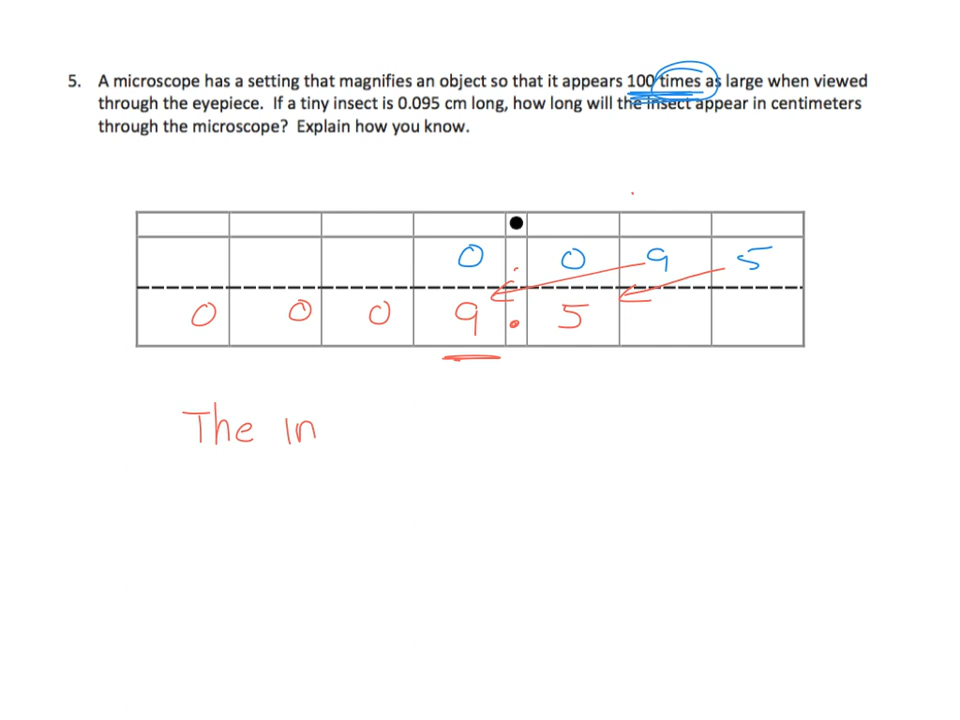 5. A microscope has a setting that magnifies an object so that it appears 100 times as large when viewed
through the eyepiece. If a tiny insect is 0.095 cm long, how long will the insect appear in centimeters
through the microscope? Explain how you know.
0 . 0 9 5
0 0 0 9 . 5
The in